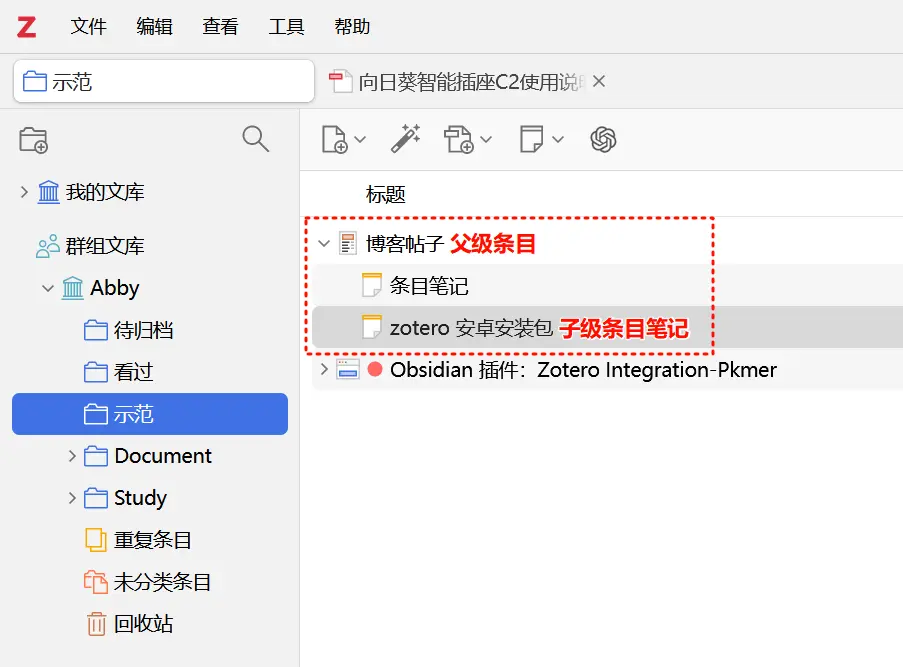 Z 文件 编辑 查看 工具 帮助
示范 向日葵智能插座C2使用说
标题
我的文库
群组文库
Abby
待归档
看过
示范
Document
Study
重复条目
未分类条目
回收站
博客帖子 父级条目
条目笔记
zotero 安卓安装包 子级条目笔记
Obsidian 插件：Zotero Integration-Pkmer